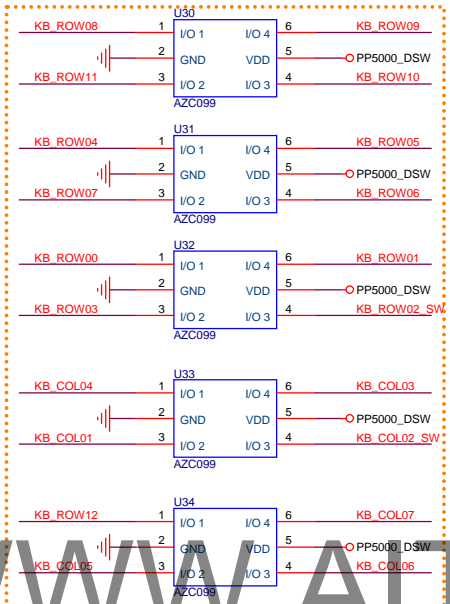 U30
KB_ROW08 1 I/O 1 I/O 4 6 KB_ROW09
2 GND VDD 5 PP5000_DSW
KB_ROW11 3 I/O 2 I/O 3 4 KB_ROW10
AZC099
U31
KB_ROW04 1 I/O 1 I/O 4 6 KB_ROW05
2 GND VDD 5 PP5000_DSW
KB_ROW07 3 I/O 2 I/O 3 4 KB_ROW06
AZC099
U32
KB_ROW00 1 I/O 1 I/O 4 6 KB_ROW01
2 GND VDD 5 PP5000_DSW
KB_ROW03 3 I/O 2 I/O 3 4 KB_ROW02_SW
AZC099
U33
KB_COL04 1 I/O 1 I/O 4 6 KB_COL03
2 GND VDD 5 PP5000_DSW
KB_COL01 3 I/O 2 I/O 3 4 KB_COL02_SW
AZC099
U34
KB_ROW12 1 I/O 1 I/O 4 6 KB_COL07
2 GND VDD 5 PP5000_DSW
KB_COL05 3 I/O 2 I/O 3 4 KB_COL06
AZC099